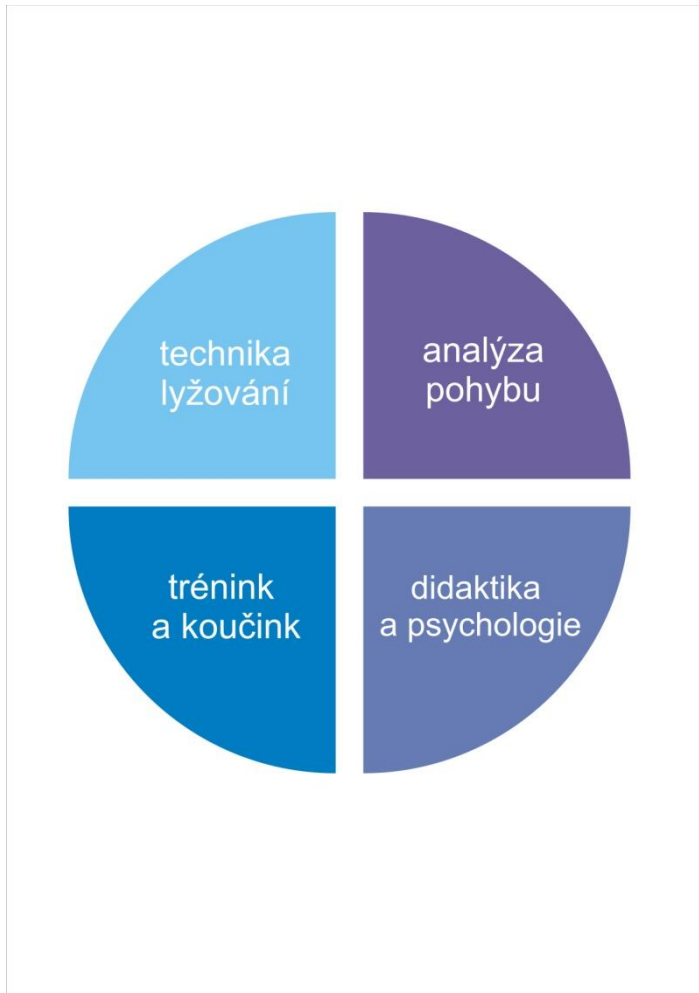 technika
lyžování
analýza
pohybu
trénink
a koučink
didaktika
a psychologie